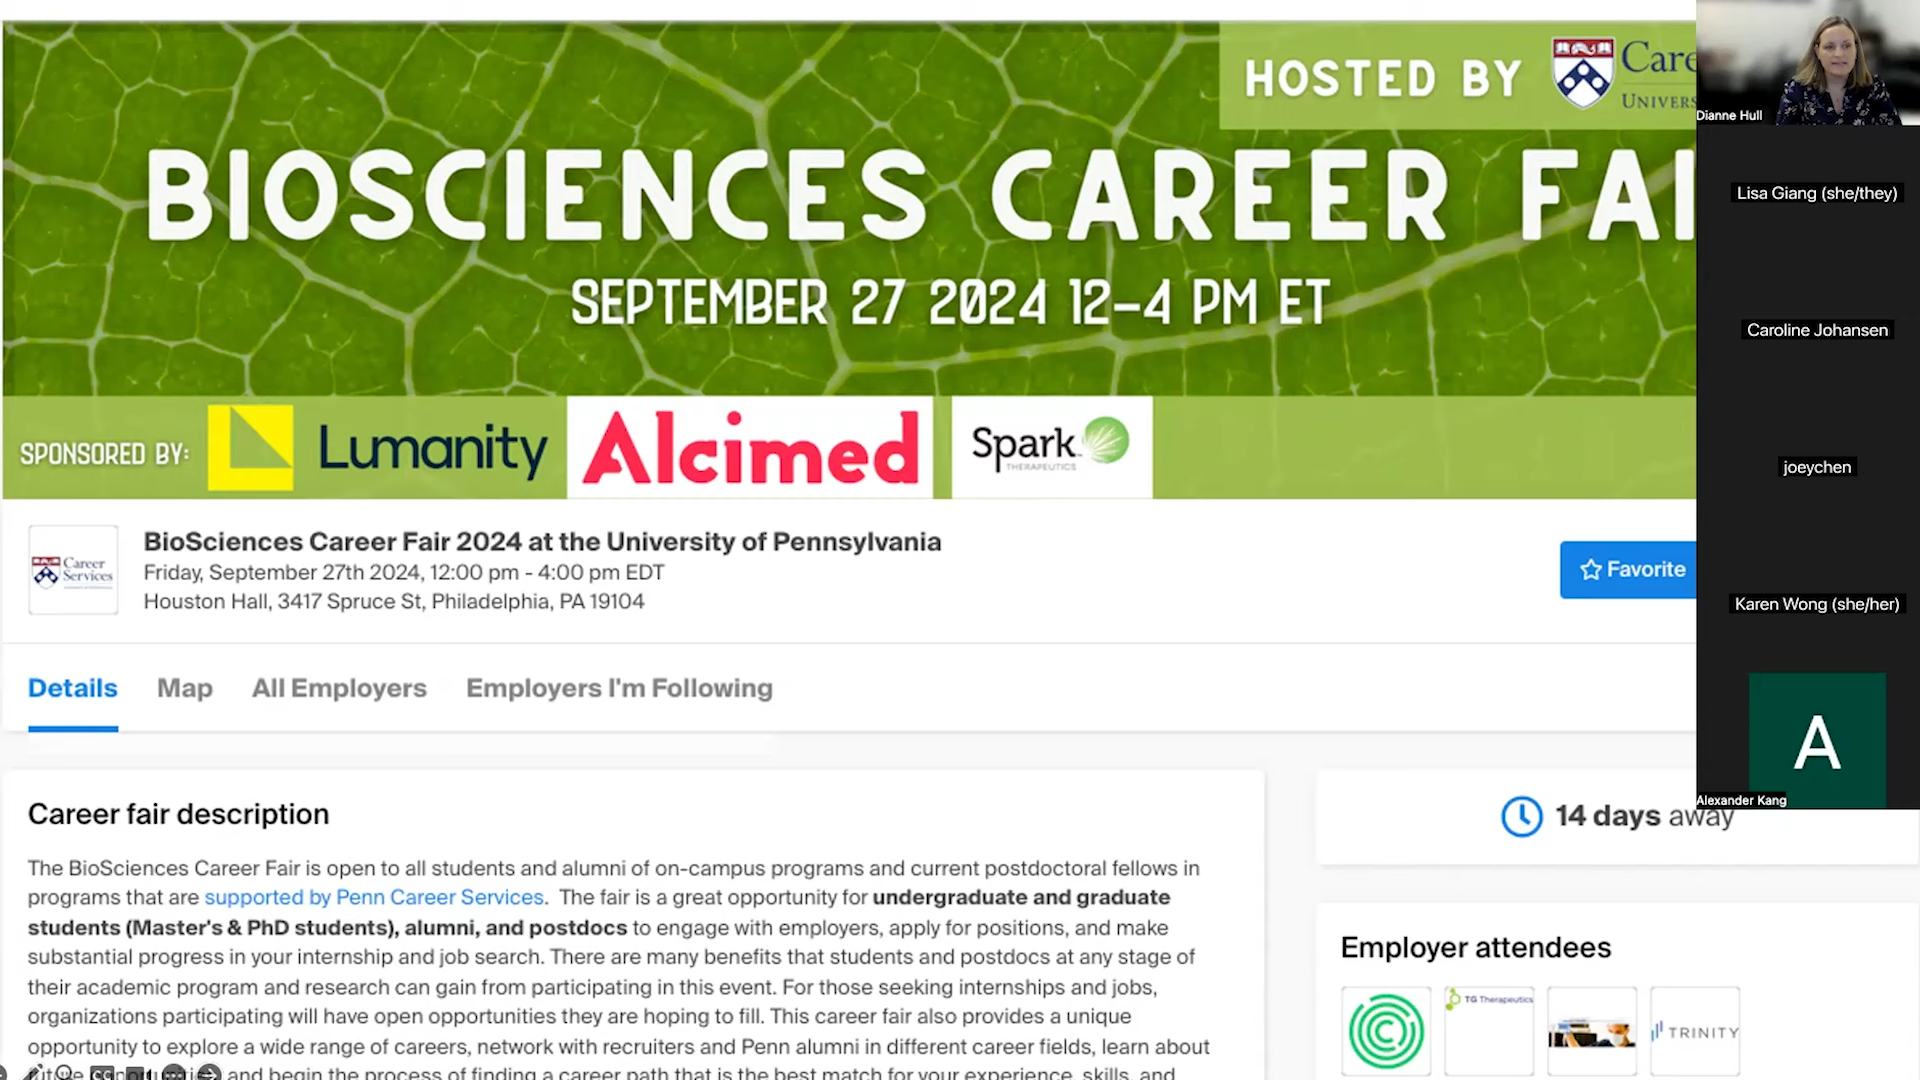 HOSTED BY
Care
UNIVERS
BIOSCIENCES CAREER FAI
SEPTEMBER 27 2024 12–4 PM ET
SPONSORED BY:
Lumanity
Alcimed
Spark
THERAPEUTICS
Career
Services
BioSciences Career Fair 2024 at the University of Pennsylvania
Friday, September 27th 2024, 12:00 pm - 4:00 pm EDT
Houston Hall, 3417 Spruce St, Philadelphia, PA 19104
Favorite
Details Map All Employers Employers I'm Following
Career fair description
The BioSciences Career Fair is open to all students and alumni of on-campus programs and current postdoctoral fellows in
programs that are supported by Penn Career Services. The fair is a great opportunity for undergraduate and graduate
students (Master's & PhD students), alumni, and postdocs to engage with employers, apply for positions, and make
substantial progress in your internship and job search. There are many benefits that students and postdocs at any stage of
their academic program and research can gain from participating in this event. For those seeking internships and jobs,
organizations participating will have open opportunities they are hoping to fill. This career fair also provides a unique
opportunity to explore a wide range of careers, network with recruiters and Penn alumni in different career fields, learn about
and begin the process of finding a career path that is the best match for your experience, skills, and
14 days away
Employer attendees
TG Therapeutics
TRINITY
Dianne Hull
Lisa Giang (she/they)
Caroline Johansen
joeychen
Karen Wong (she/her)
A
Alexander Kang